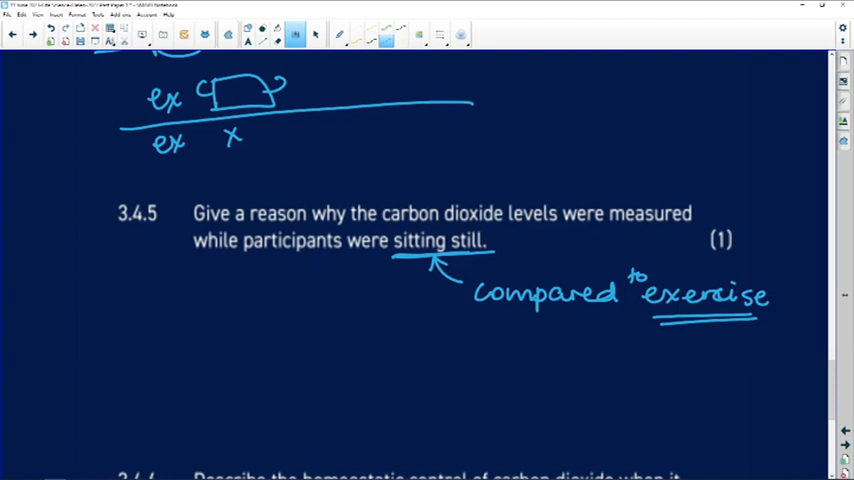 File Edit View Insert Format Tools Add-ons Account Help
ex
ex x
3.4.5 Give a reason why the carbon dioxide levels were measured
while participants were sitting still. (1)
compared to exercise